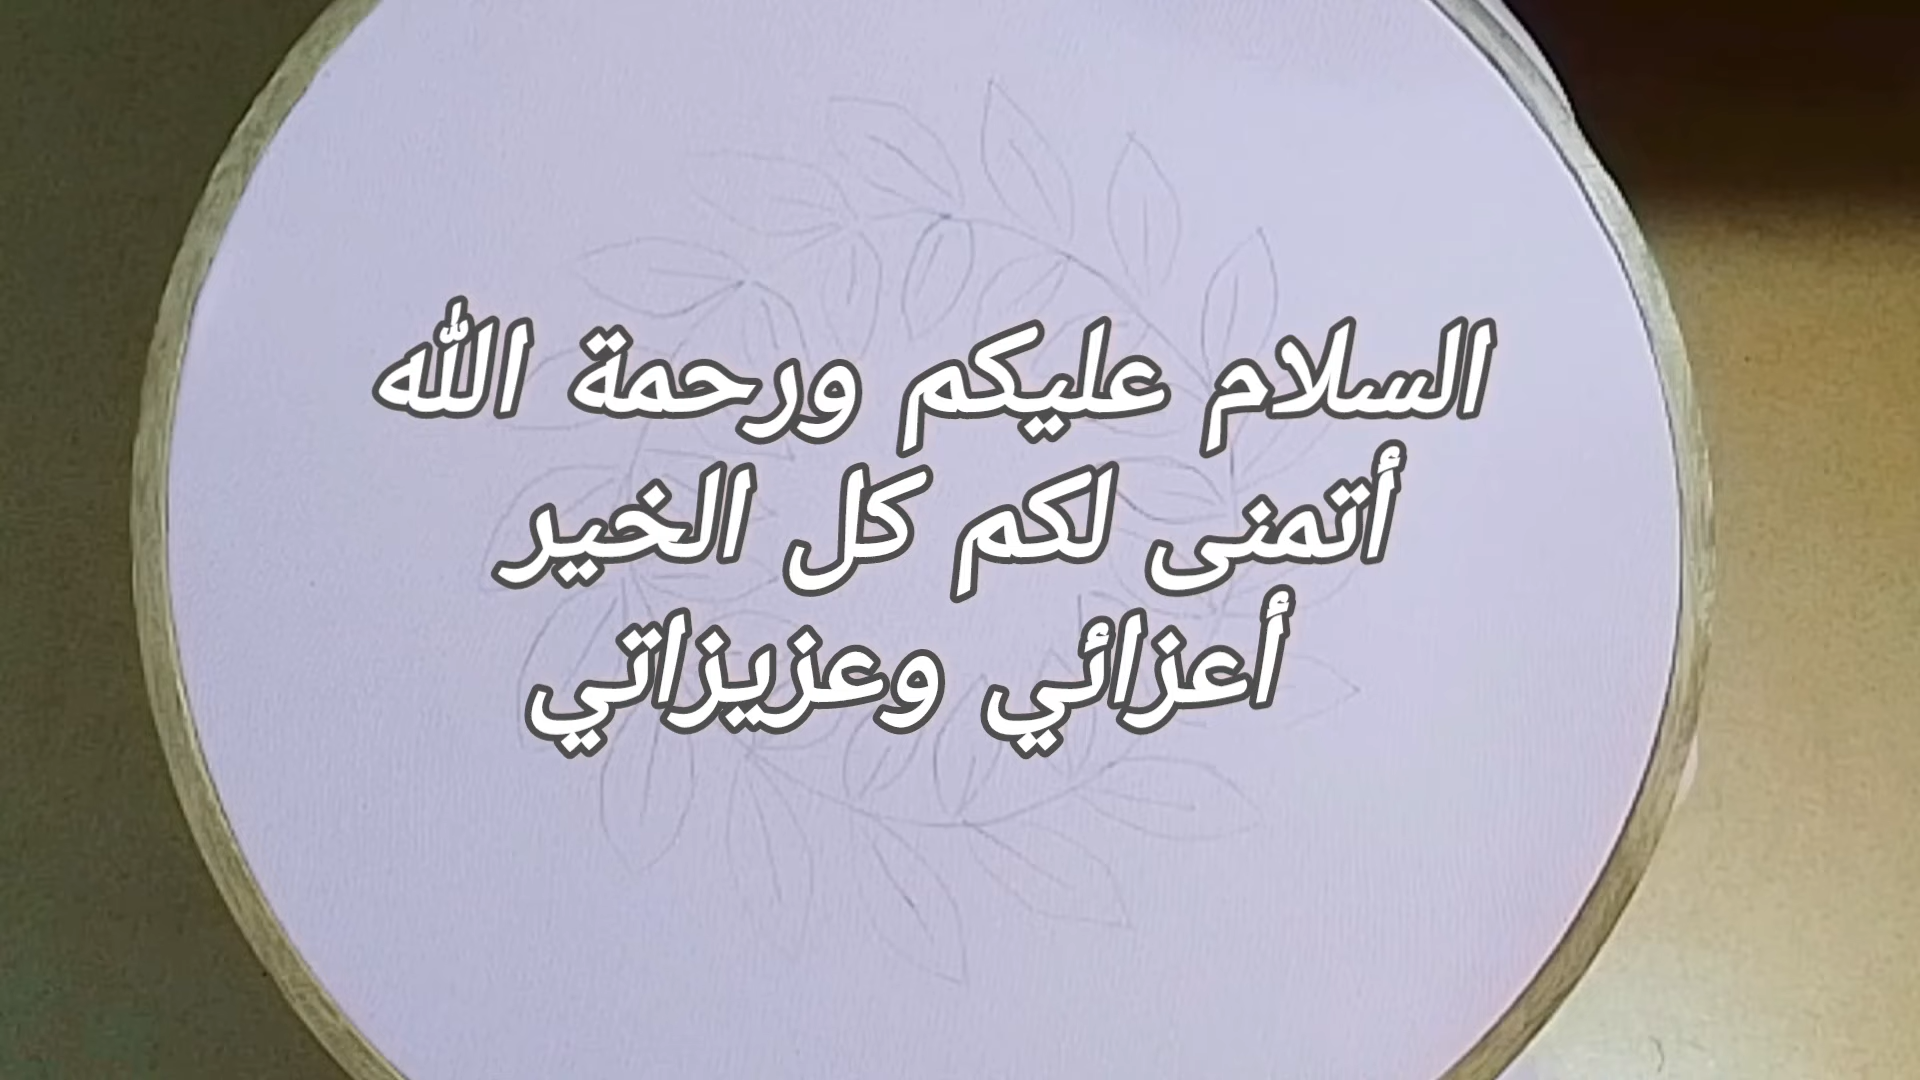 السلام عليكم ورحمة الله
أتمنى لكم كل الخير
أعزائي وعزيزاتي